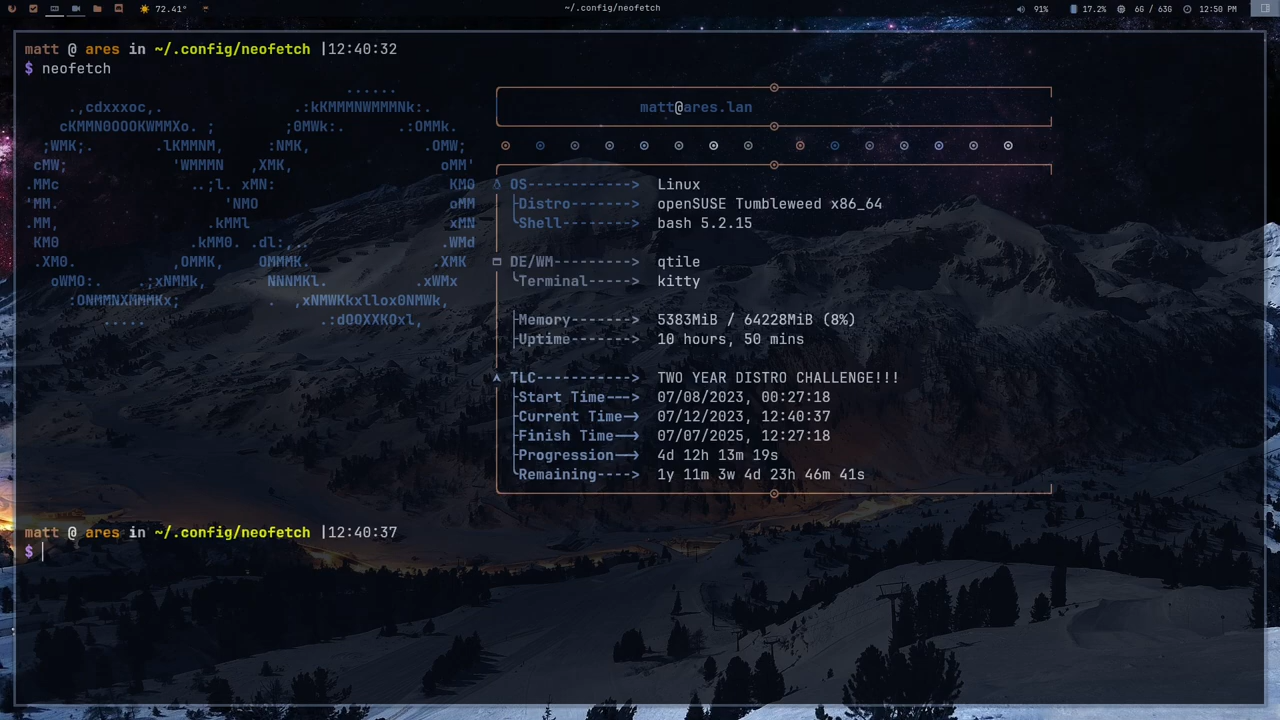 72.41° ~/.config/neofetch 91% 17.2% 6G / 63G 12:50 PM
matt @ ares in ~/.config/neofetch |12:40:32
$ neofetch
matt@ares.lan
OS------------> Linux
Distro--------> openSUSE Tumbleweed x86_64
Shell--------> bash 5.2.15
DE/WM----------> qtile
Terminal-----> kitty
Memory--------> 5383MiB / 64228MiB (8%)
Uptime--------> 10 hours, 50 mins
TLC------------> TWO YEAR DISTRO CHALLENGE!!!
Start Time---> 07/08/2023, 00:27:18
Current Time-> 07/12/2023, 12:40:37
Finish Time--> 07/07/2025, 12:27:18
Progression--> 4d 12h 13m 19s
Remaining----> 1y 11m 3w 4d 23h 46m 41s
matt @ ares in ~/.config/neofetch |12:40:37
$